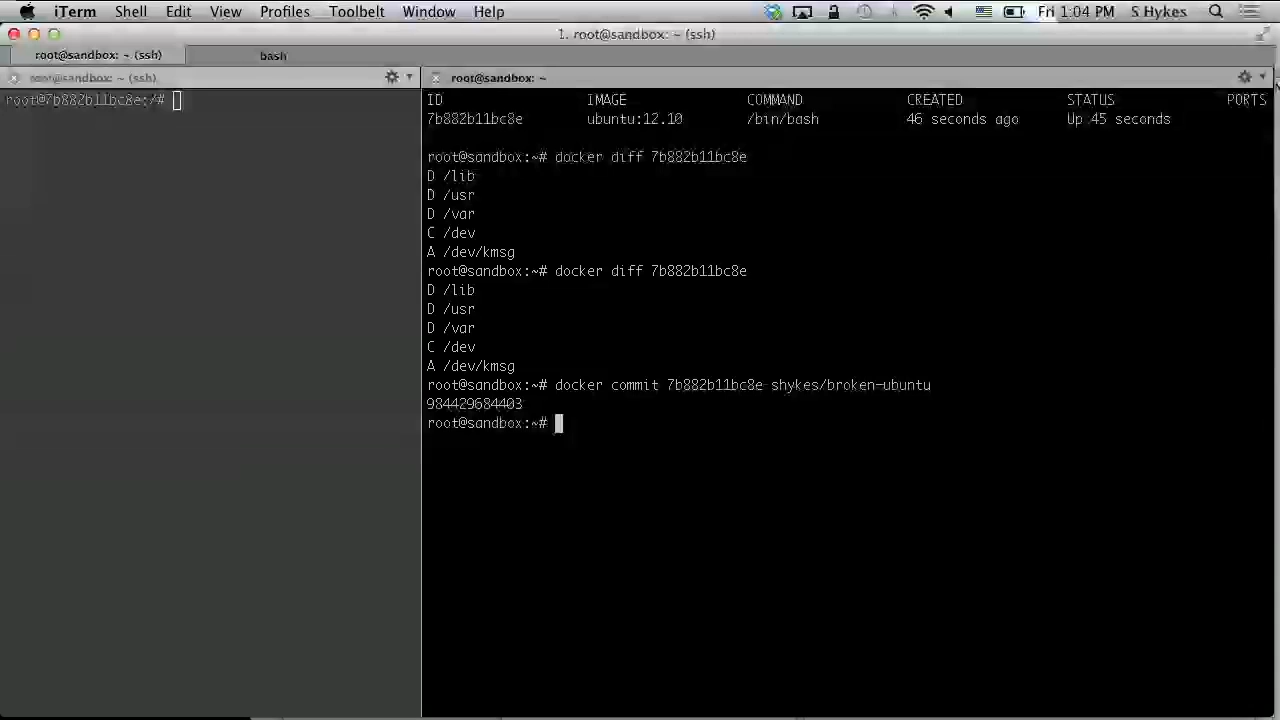 iTerm Shell Edit View Profiles Toolbelt Window Help Fri 1:04 PM S Hykes
1. root@sandbox: ~ (ssh)
root@sandbox: ~ (ssh) bash
root@sandbox: ~ (ssh)
root@7b882b11bc8e:/#
root@sandbox: ~
ID IMAGE COMMAND CREATED STATUS PORTS
7b882b11bc8e ubuntu:12.10 /bin/bash 46 seconds ago Up 45 seconds
root@sandbox:~# docker diff 7b882b11bc8e
D /lib
D /usr
D /var
C /dev
A /dev/kmsg
root@sandbox:~# docker diff 7b882b11bc8e
D /lib
D /usr
D /var
C /dev
A /dev/kmsg
root@sandbox:~# docker commit 7b882b11bc8e shykes/broken-ubuntu
984429684403
root@sandbox:~#